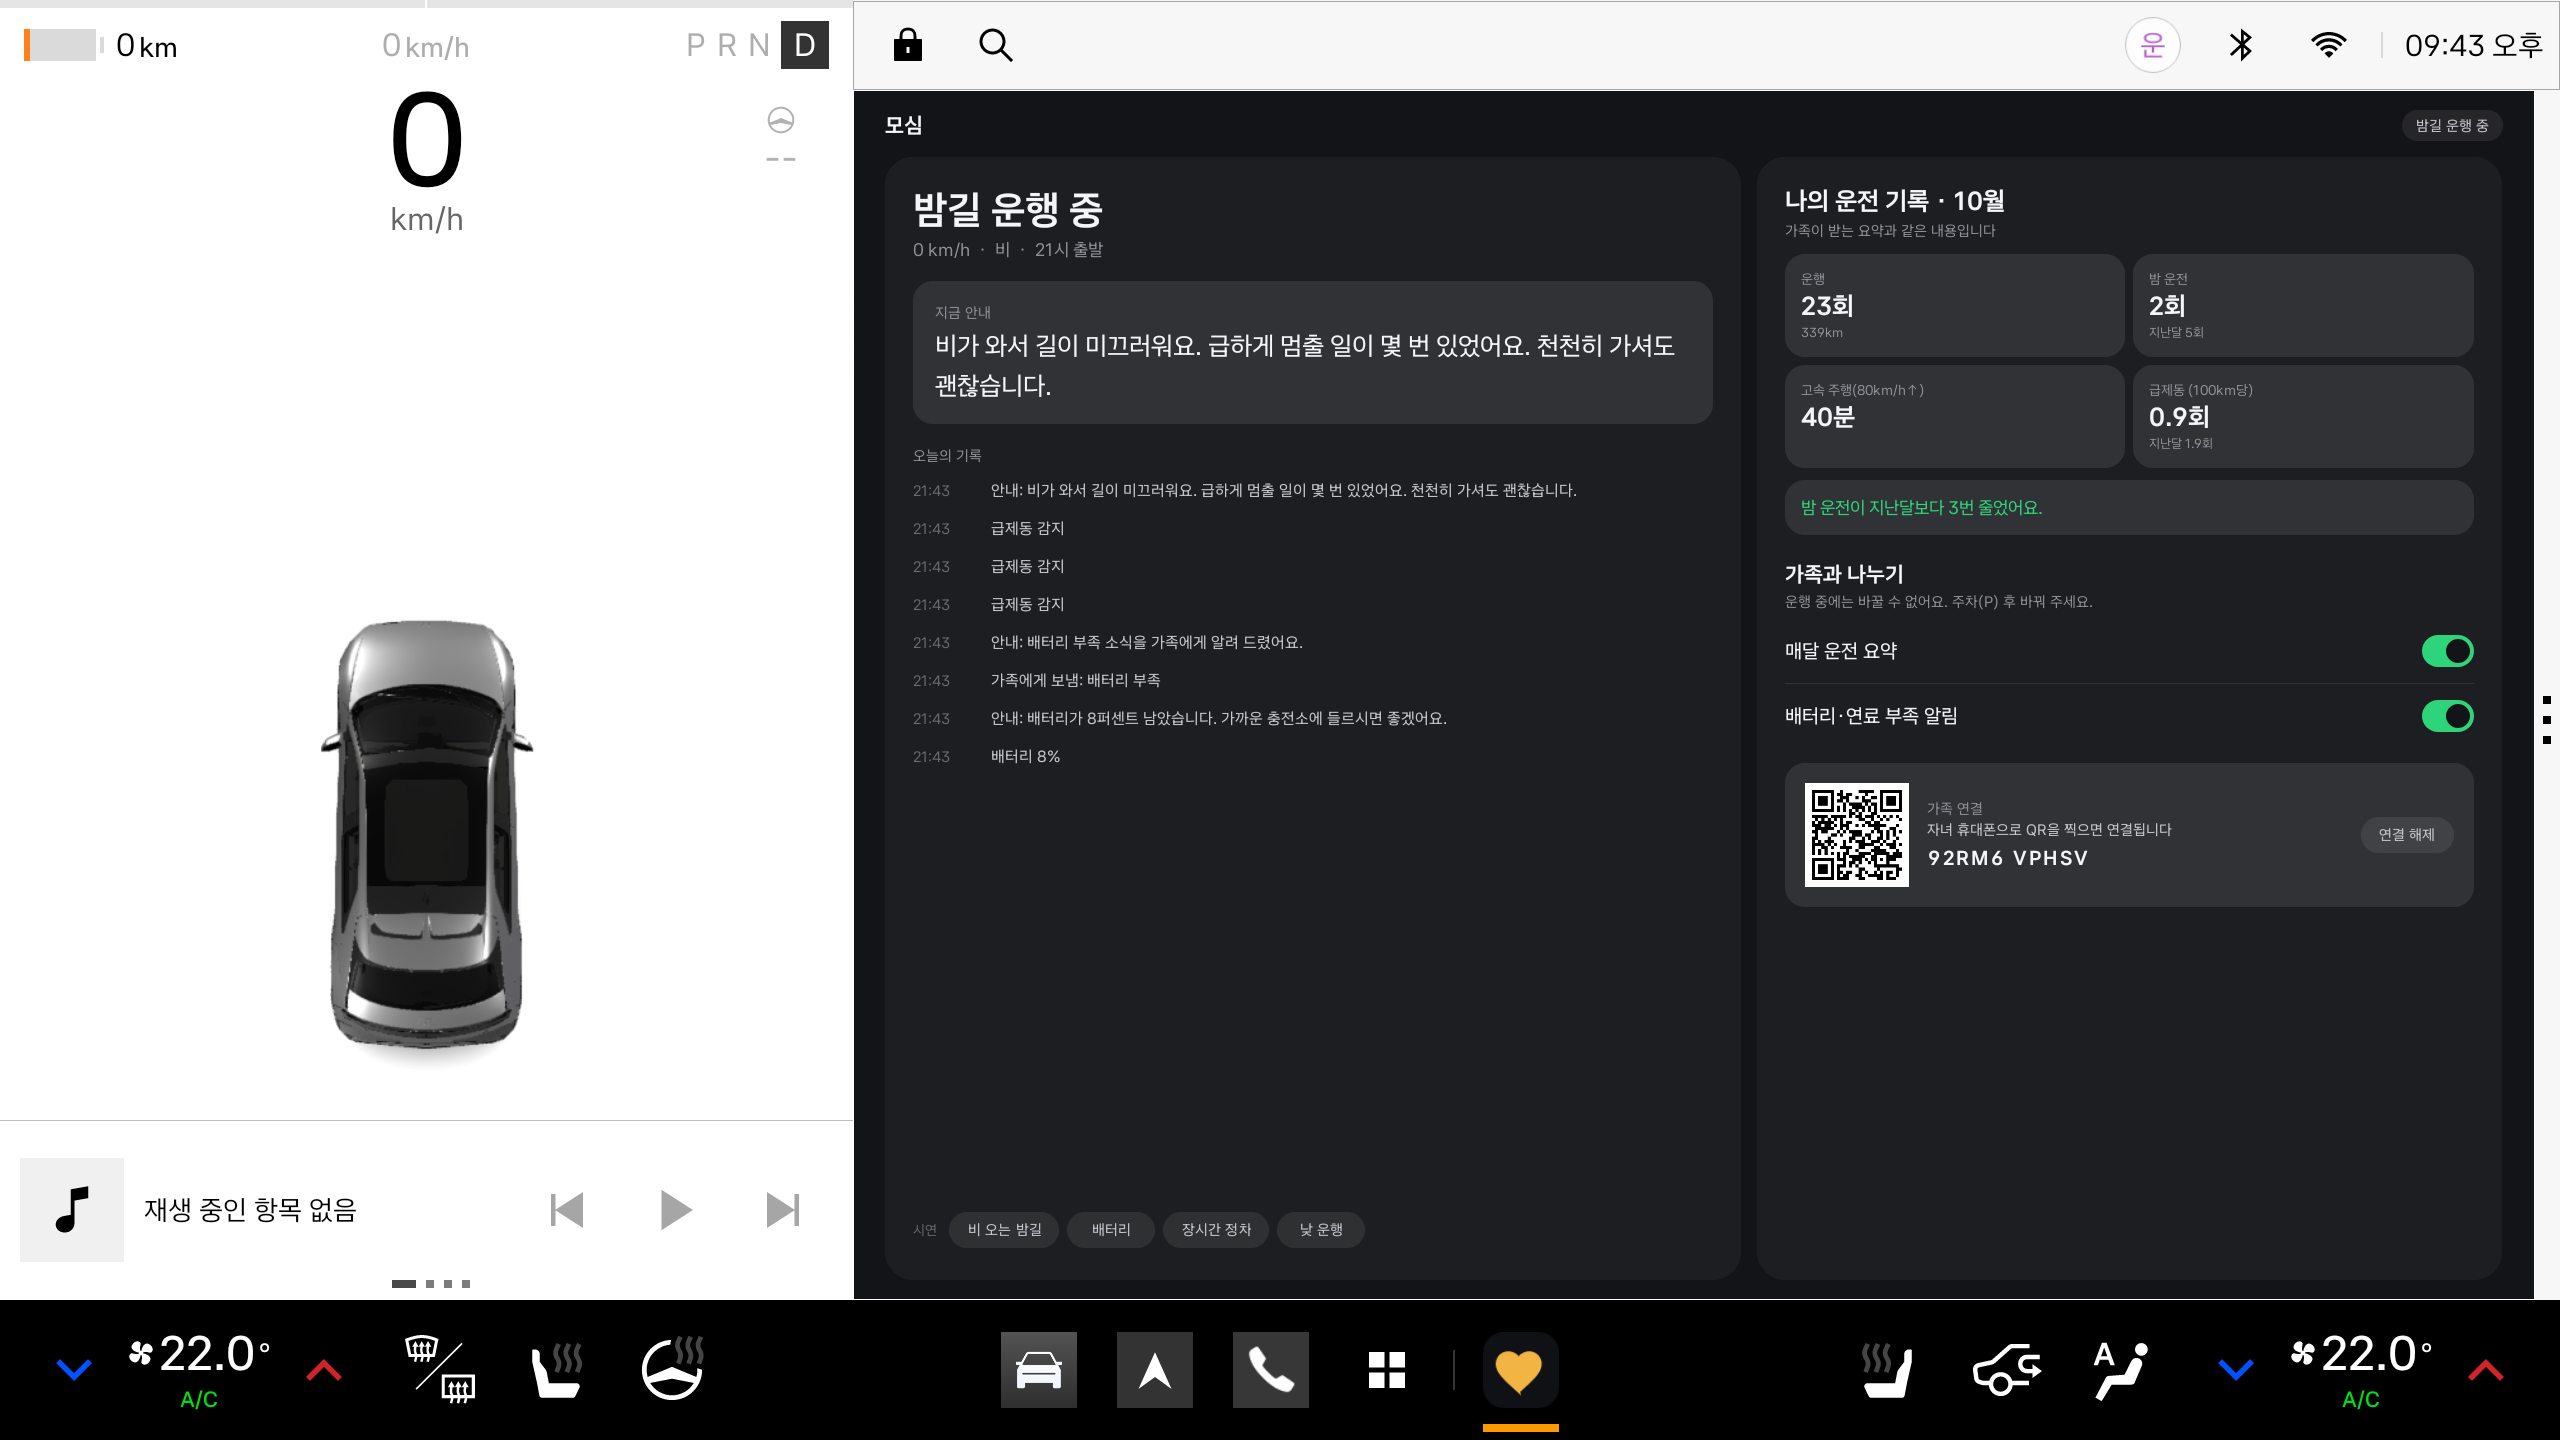 0 km
0 km/h
P R N D
0
km/h
--
재생 중인 항목 없음
운
09:43 오후
모심
밤길 운행 중
밤길 운행 중
0 km/h · 비 · 21시 출발
지금 안내
비가 와서 길이 미끄러워요. 급하게 멈출 일이 몇 번 있었어요. 천천히 가셔도
괜찮습니다.
오늘의 기록
21:43 안내: 비가 와서 길이 미끄러워요. 급하게 멈출 일이 몇 번 있었어요. 천천히 가셔도 괜찮습니다.
21:43 급제동 감지
21:43 급제동 감지
21:43 급제동 감지
21:43 안내: 배터리 부족 소식을 가족에게 알려 드렸어요.
21:43 가족에게 보냄: 배터리 부족
21:43 안내: 배터리가 8퍼센트 남았습니다. 가까운 충전소에 들르시면 좋겠어요.
21:43 배터리 8%
시연 비 오는 밤길 배터리 장시간 정차 낮 운행
나의 운전 기록 · 10월
가족이 받는 요약과 같은 내용입니다
운행
23회
339km
밤 운전
2회
지난달 5회
고속 주행(80km/h↑)
40분
급제동 (100km당)
0.9회
지난달 1.9회
밤 운전이 지난달보다 3번 줄었어요.
가족과 나누기
운행 중에는 바꿀 수 없어요. 주차(P) 후 바꿔 주세요.
매달 운전 요약
배터리·연료 부족 알림
가족 연결
자녀 휴대폰으로 QR을 찍으면 연결됩니다
92RM6 VPHSV
연결 해제
22.0°
A/C
A
22.0°
A/C